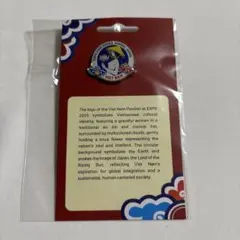 The logo of the Viet Nam Pavilion at EXPO
2025 symbolizes Vietnamese cultural
identity, featuring a graceful woman in a
traditional Ao Dai and conical hat,
surrounded by multicolored clouds, gently
holding a lotus flower representing the
nation's soul and intellect. The circular
background symbolizes the Earth and
evokes the image of Japan, the Land of the
Rising Sun, reflecting Viet Nam's
aspiration for global integration and a
sustainable, human-centered society.